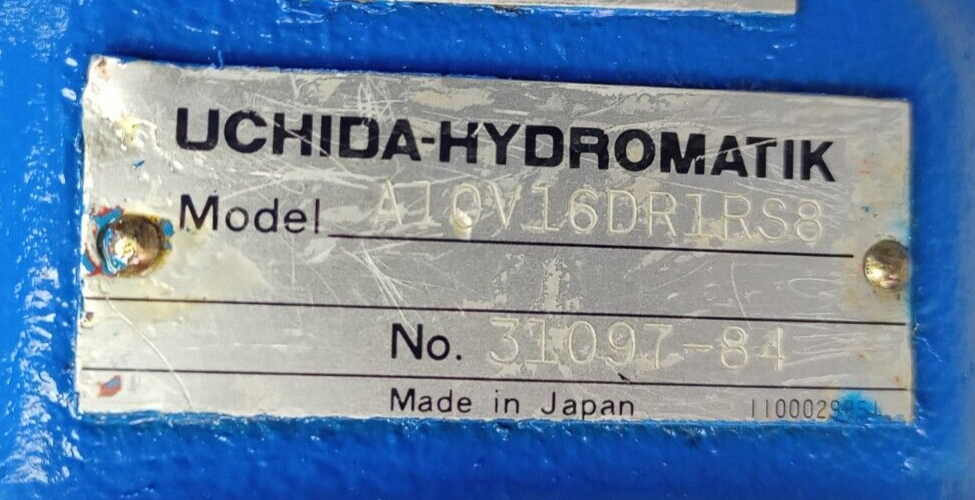 UCHIDA-HYDROMATIK
Model A10V16DR1RS8
No. 31097-84
Made in Japan